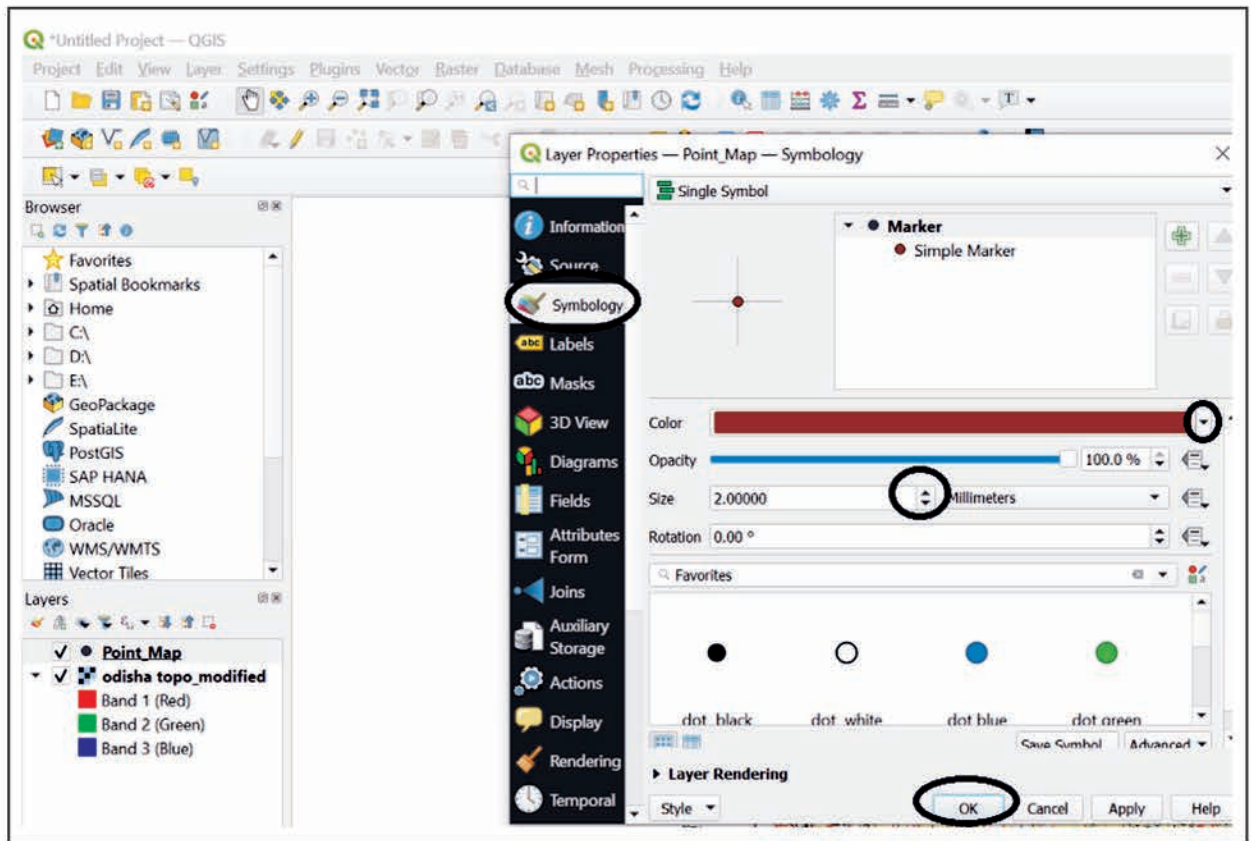 *Untitled Project — QGIS
Project Edit View Layer Settings Plugins Vector Raster Database Mesh Processing Help
Layer Properties — Point_Map — Symbology
Browser
Favorites
Spatial Bookmarks
Home
C:\
D:\
E:\
GeoPackage
SpatiaLite
PostGIS
SAP HANA
MSSQL
Oracle
WMS/WMTS
Vector Tiles
Layers
Point_Map
odisha topo_modified
Band 1 (Red)
Band 2 (Green)
Band 3 (Blue)
Information
Source
Symbology
abc Labels
abc Masks
3D View
Diagrams
Fields
Attributes
Form
Joins
Auxiliary
Storage
Actions
Display
Rendering
Temporal
Single Symbol
Marker
Simple Marker
Color
Opacity 100.0 %
Size 2.00000 Millimeters
Rotation 0.00 °
Favorites
dot black dot white dot blue dot green
Save Symbol Advanced
Layer Rendering
Style OK Cancel Apply Help